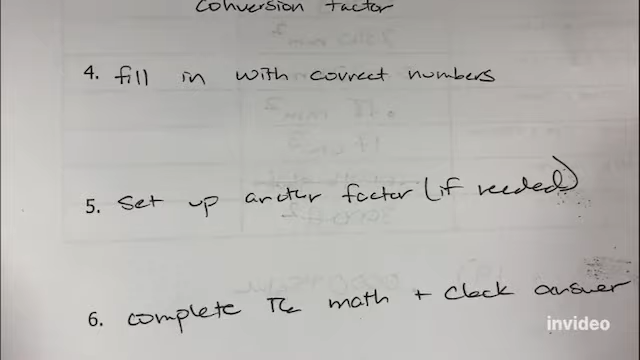 Conversion factor
4. fill in with correct numbers
5. Set up another factor (if needed)
6. complete the math + check answer
invideo